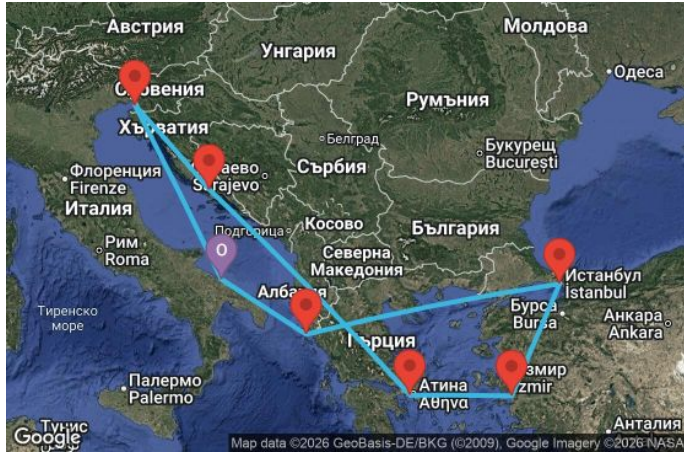 Австрия
Молдова
Унгария
Одеса
Словения
Румъния
Хърватия
Белград
Букурещ
București
Флоренция
Firenze
Сърбия
Sarajevo
Италия
Подгорица
Косово
България
Рим
Roma
O
Северна
Македония
Албания
Истанбул
İstanbul
Тиренско
море
Бурса
Bursa
Анкара
Ankara
Гърция
Палермо
Palermo
Атина
Αθήνα
Измир
Izmir
Тунис
Анталия
Google
Map data ©2026 GeoBasis-DE/BKG (©2009), Google Imagery ©2026 NASA